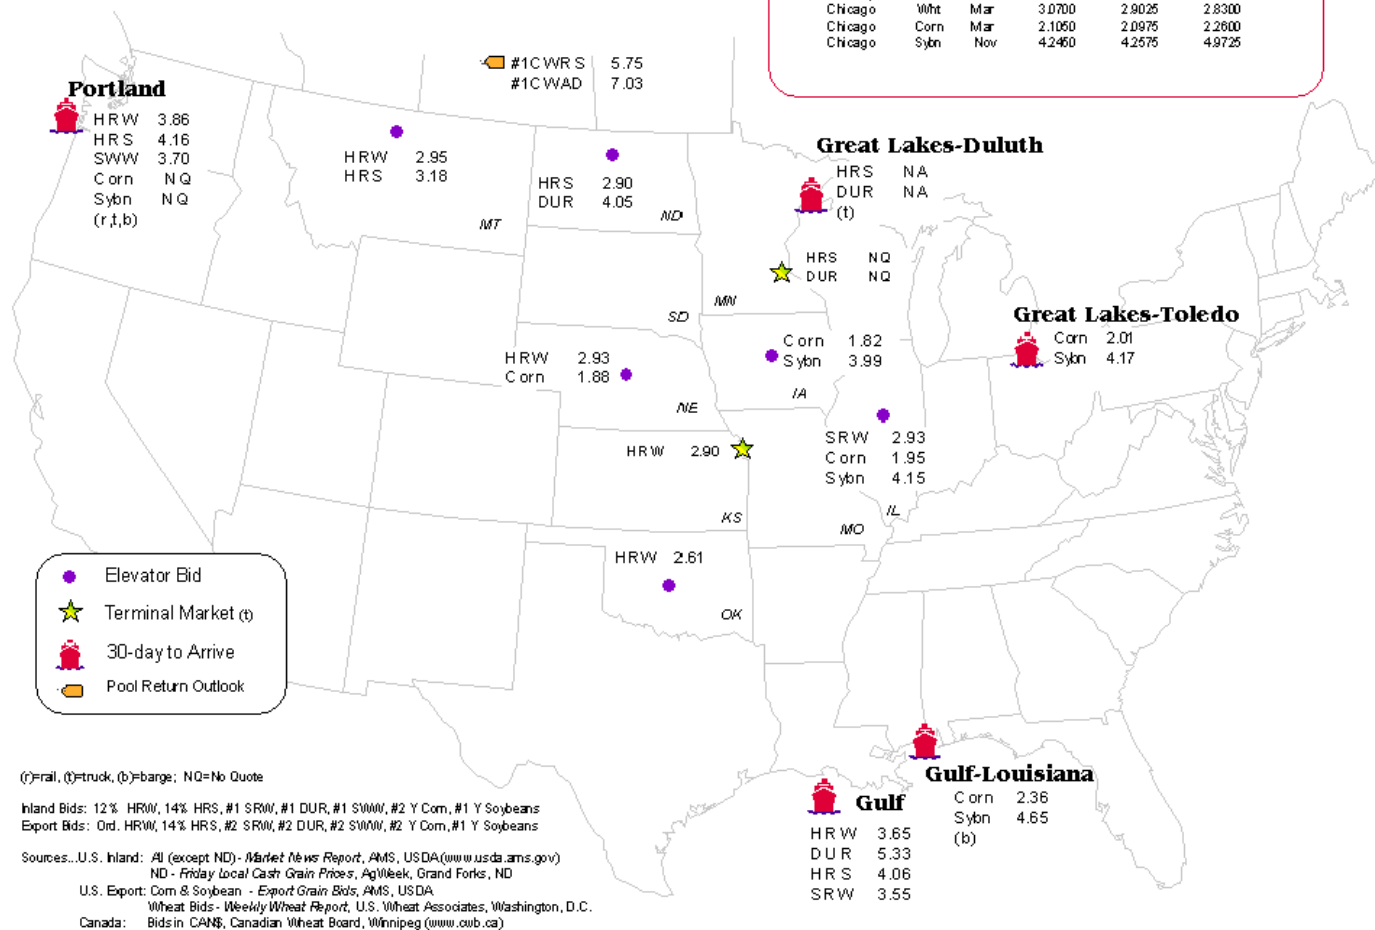 Chicago Wht Mar 3.0700 2.9025 2.8300
Chicago Corn Mar 2.1050 2.0975 2.2600
Chicago Sybn Nov 4.2450 4.2575 4.9725
#1CWRS 5.75
#1CWAD 7.03
Portland
HRW 3.86
HRS 4.16
SWW 3.70
Corn NQ
Sybn NQ
(r,t,b)
HRW 2.95
HRS 3.18
MT
HRS 2.90
DUR 4.05
ND
Great Lakes-Duluth
HRS NA
DUR NA
(t)
HRS NQ
DUR NQ
MN
SD
Great Lakes-Toledo
Corn 2.01
Sybn 4.17
Corn 1.82
Sybn 3.99
IA
HRW 2.93
Corn 1.88
NE
HRW 2.90
KS
SRW 2.93
Corn 1.95
Sybn 4.15
IL
MO
HRW 2.61
OK
Elevator Bid
Terminal Market (t)
30-day to Arrive
Pool Return Outlook
Gulf-Louisiana
Corn 2.36
Sybn 4.65
(b)
Gulf
HRW 3.65
DUR 5.33
HRS 4.06
SRW 3.55
(r)=rail, (t)=truck, (b)=barge; NQ=No Quote
Inland Bids: 12% HRW, 14% HRS, #1 SRW, #1 DUR, #1 SWW, #2 Y Corn, #1 Y Soybeans
Export Bids: Ord. HRW, 14% HRS, #2 SRW, #2 DUR, #2 SWW, #2 Y Corn, #1 Y Soybeans
Sources...U.S. Inland: All (except ND) - Market News Report, AMS, USDA (www.usda.ams.gov)
ND - Friday Local Cash Grain Prices, AgWeek, Grand Forks, ND
U.S. Export: Corn & Soybean - Export Grain Bids, AMS, USDA
Wheat Bids - Weekly Wheat Report, U.S. Wheat Associates, Washington, D.C.
Canada: Bids in CAN$, Canadian Wheat Board, Winnipeg (www.cwb.ca)